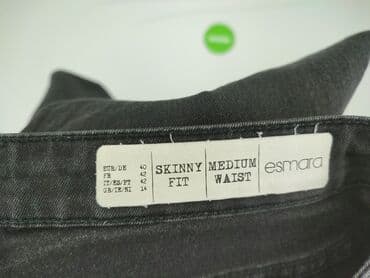 EUR/DE 40
FR 42
IT/ES/PT 42
GB/IE/NI 14
SKINNY FIT
MEDIUM WAIST
esmara